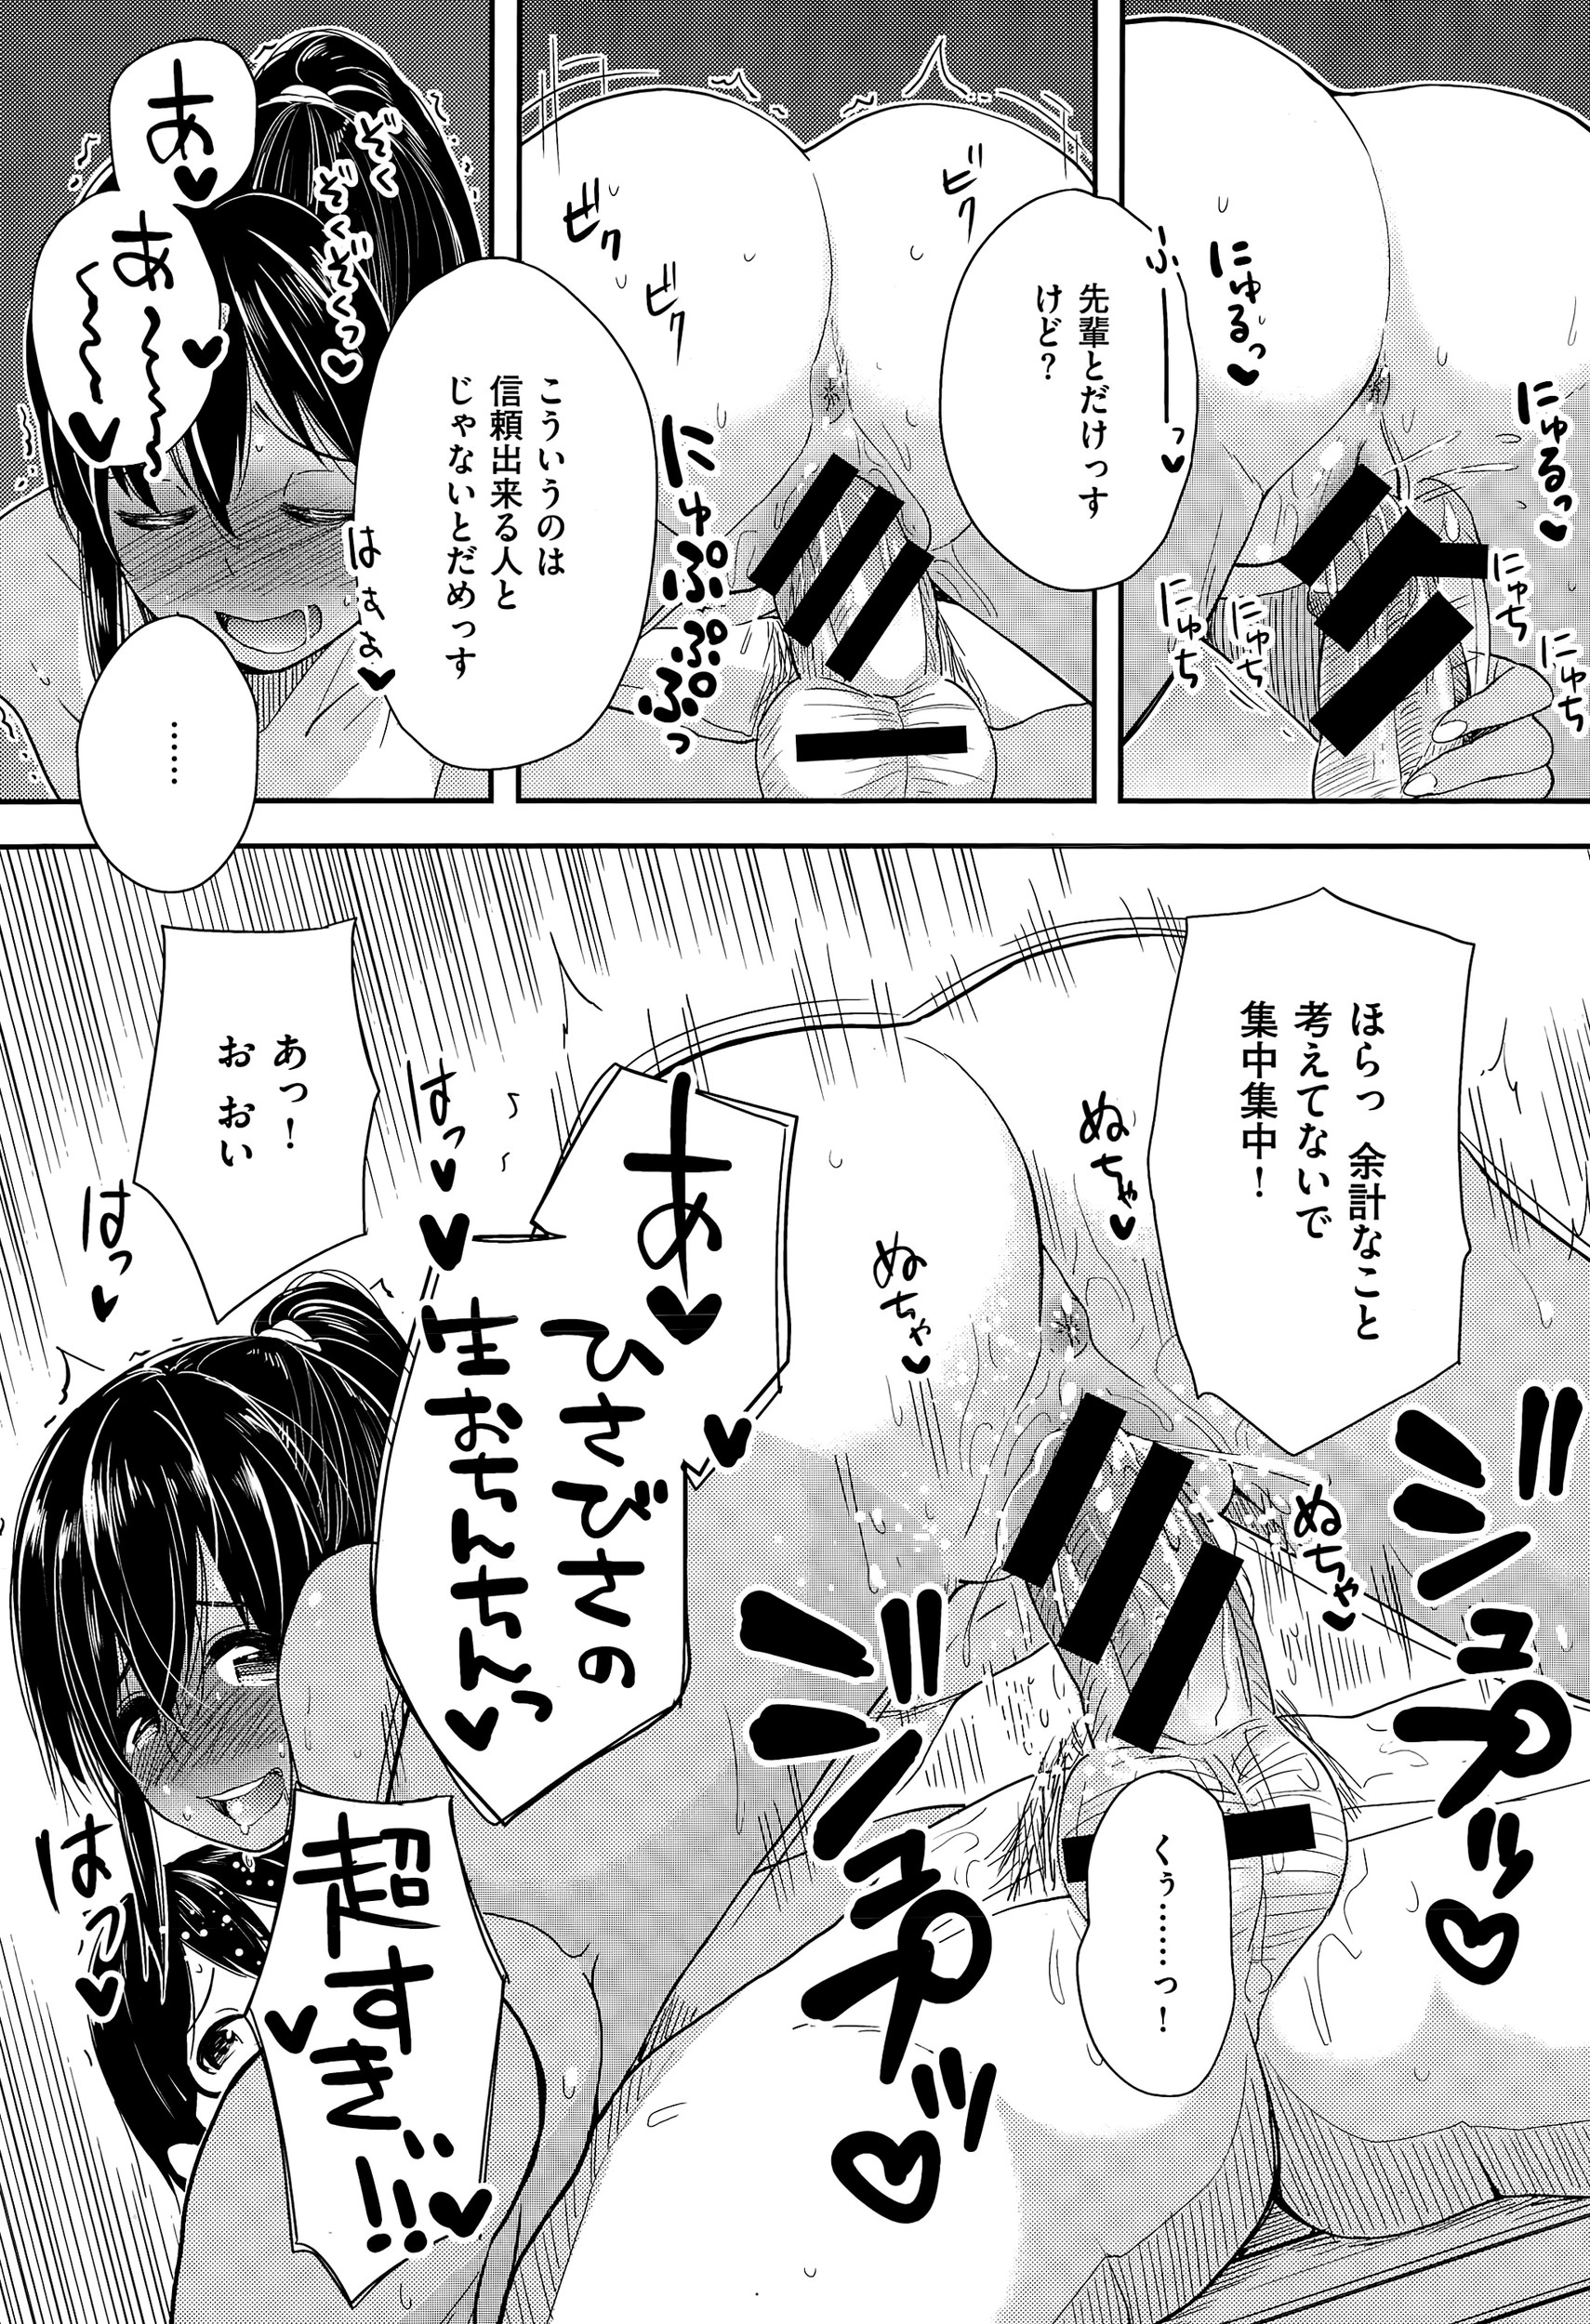 にゅるっ♥
にゅるっ♥
にゅち
にゅち
にゅち
にゅち
ふーっ♥
先輩とだけっす
けど?
ビク
ビク
ビク
にゅぷぷぷぷっ
こういうのは
信頼出来る人と
じゃないとだめっす
ぞく
ぞくぞくぞくっ♥
あ♥
あ~~♥♥
はぁぁ♥
……
ほらっ 余計なこと
考えてないで
集中集中!
ぬちゃ♥
ぬちゃ♥
ぬちゃ♥
ジュプッ♡
ジュプッ♡
くぅ……っ!
あ♥
ひさびさの♥
♥生おちんちんっ♥
はっ♥
あっ!
お おい
はっ♥
はっ♥
超すき!!!♥♥